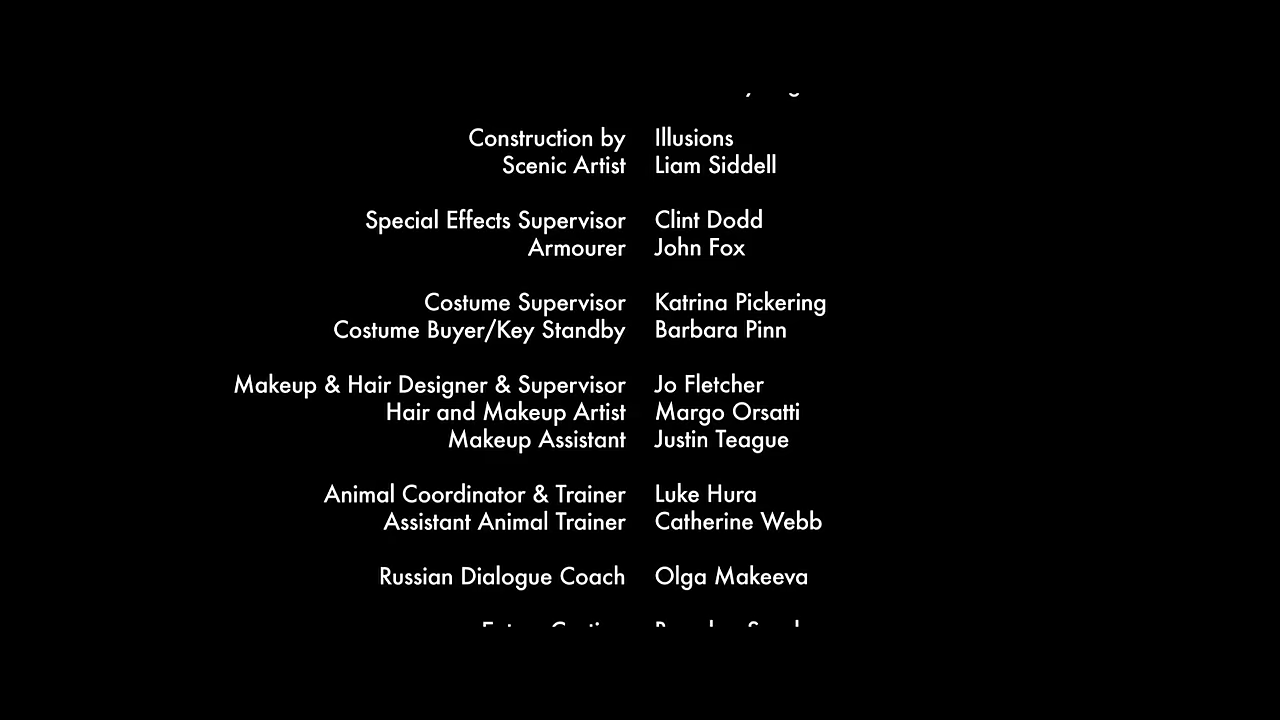 Construction by Illusions
Scenic Artist Liam Siddell
Special Effects Supervisor Clint Dodd
Armourer John Fox
Costume Supervisor Katrina Pickering
Costume Buyer/Key Standby Barbara Pinn
Makeup & Hair Designer & Supervisor Jo Fletcher
Hair and Makeup Artist Margo Orsatti
Makeup Assistant Justin Teague
Animal Coordinator & Trainer Luke Hura
Assistant Animal Trainer Catherine Webb
Russian Dialogue Coach Olga Makeeva